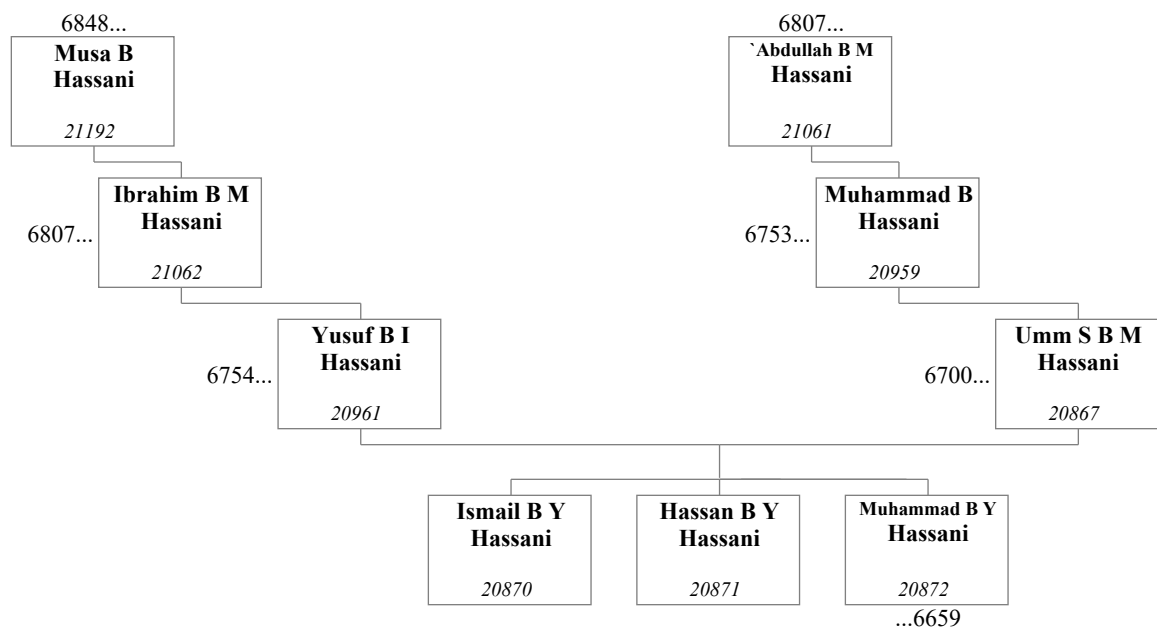 6848...
Musa B
Hassani
21192
6807...
`Abdullah B M
Hassani
21061
6807...
Ibrahim B M
Hassani
21062
6753...
Muhammad B
Hassani
20959
6754...
Yusuf B I
Hassani
20961
6700...
Umm S B M
Hassani
20867
Ismail B Y
Hassani
20870
Hassan B Y
Hassani
20871
Muhammad B Y
Hassani
20872
...6659